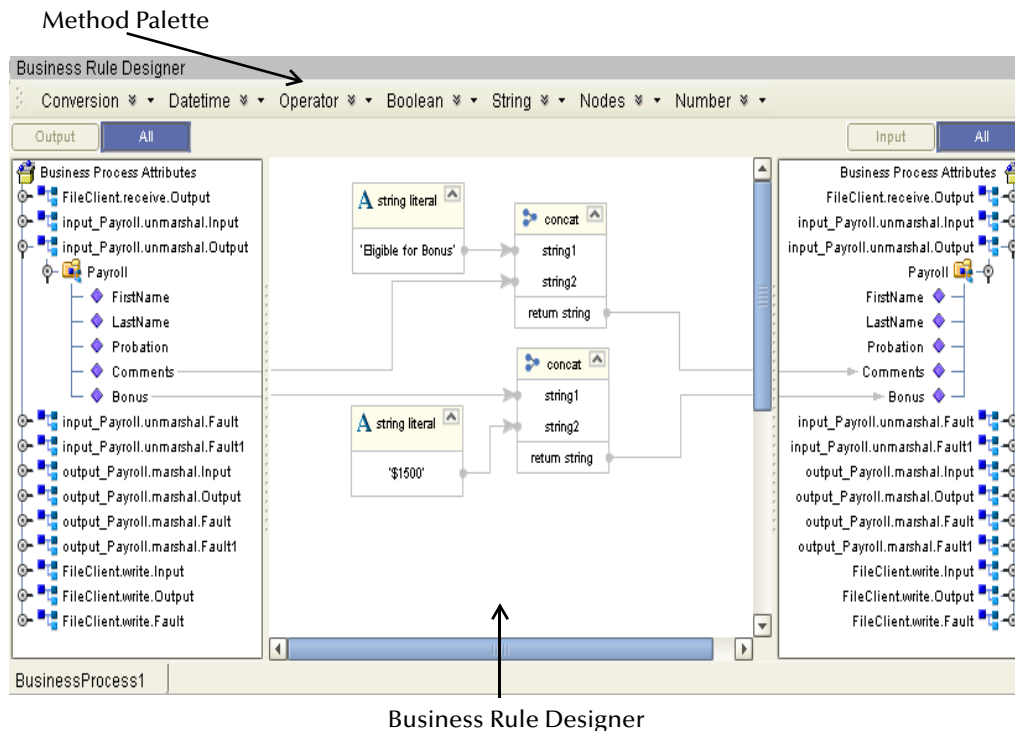 Method Palette
Business Rule Designer
Conversion Datetime Operator Boolean String Nodes Number
Output All Input All
Business Process Attributes
FileClient.receive.Output
input_Payroll.unmarshal.Input
input_Payroll.unmarshal.Output
Payroll
FirstName
LastName
Probation
Comments
Bonus
input_Payroll.unmarshal.Fault
input_Payroll.unmarshal.Fault1
output_Payroll.marshal.Input
output_Payroll.marshal.Output
output_Payroll.marshal.Fault
output_Payroll.marshal.Fault1
FileClient.write.Input
FileClient.write.Output
FileClient.write.Fault
A string literal
'Eligible for Bonus'
concat
string1
string2
return string
concat
string1
string2
return string
A string literal
'$1500'
Business Process Attributes
FileClient.receive.Output
input_Payroll.unmarshal.Input
input_Payroll.unmarshal.Output
Payroll
FirstName
LastName
Probation
Comments
Bonus
input_Payroll.unmarshal.Fault
input_Payroll.unmarshal.Fault1
output_Payroll.marshal.Input
output_Payroll.marshal.Output
output_Payroll.marshal.Fault
output_Payroll.marshal.Fault1
FileClient.write.Input
FileClient.write.Output
FileClient.write.Fault
BusinessProcess1
Business Rule Designer